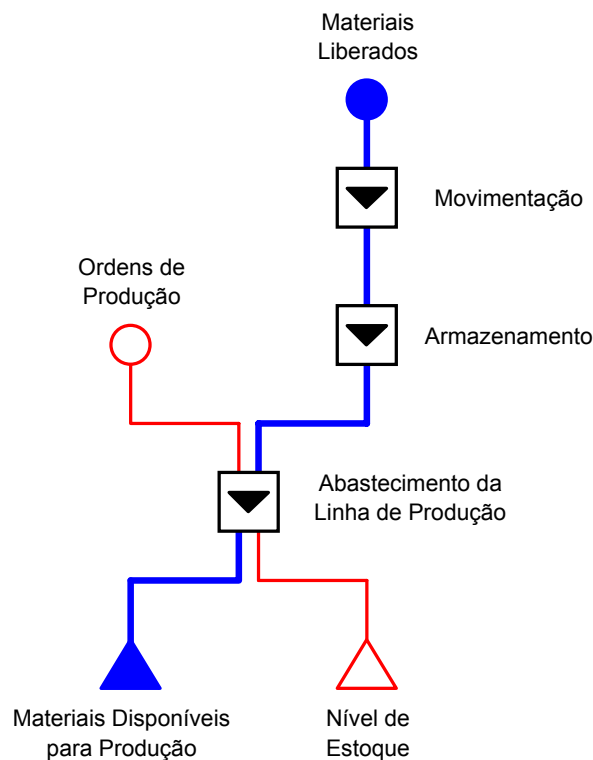 Materiais
Liberados
Movimentação
Ordens de
Produção
Armazenamento
Abastecimento da
Linha de Produção
Materiais Disponíveis
para Produção
Nível de
Estoque